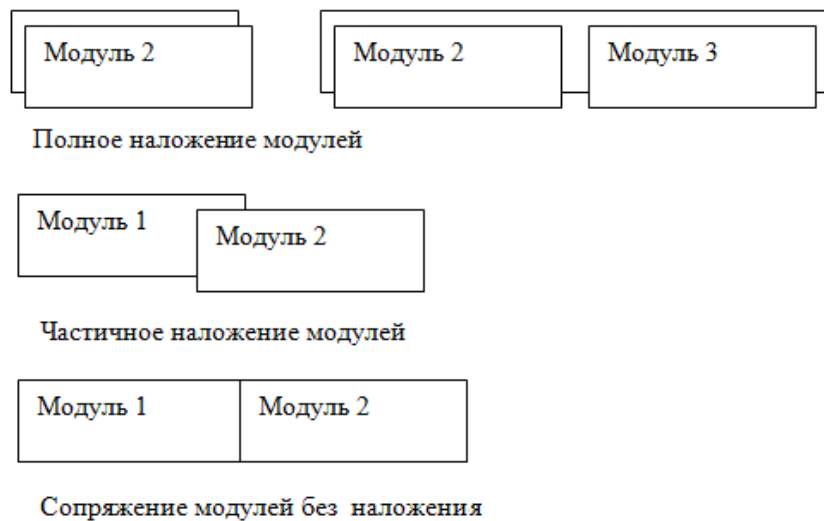 Модуль 2 Модуль 2 Модуль 3
Полное наложение модулей
Модуль 1
Модуль 2
Частичное наложение модулей
Модуль 1 Модуль 2
Сопряжение модулей без наложения